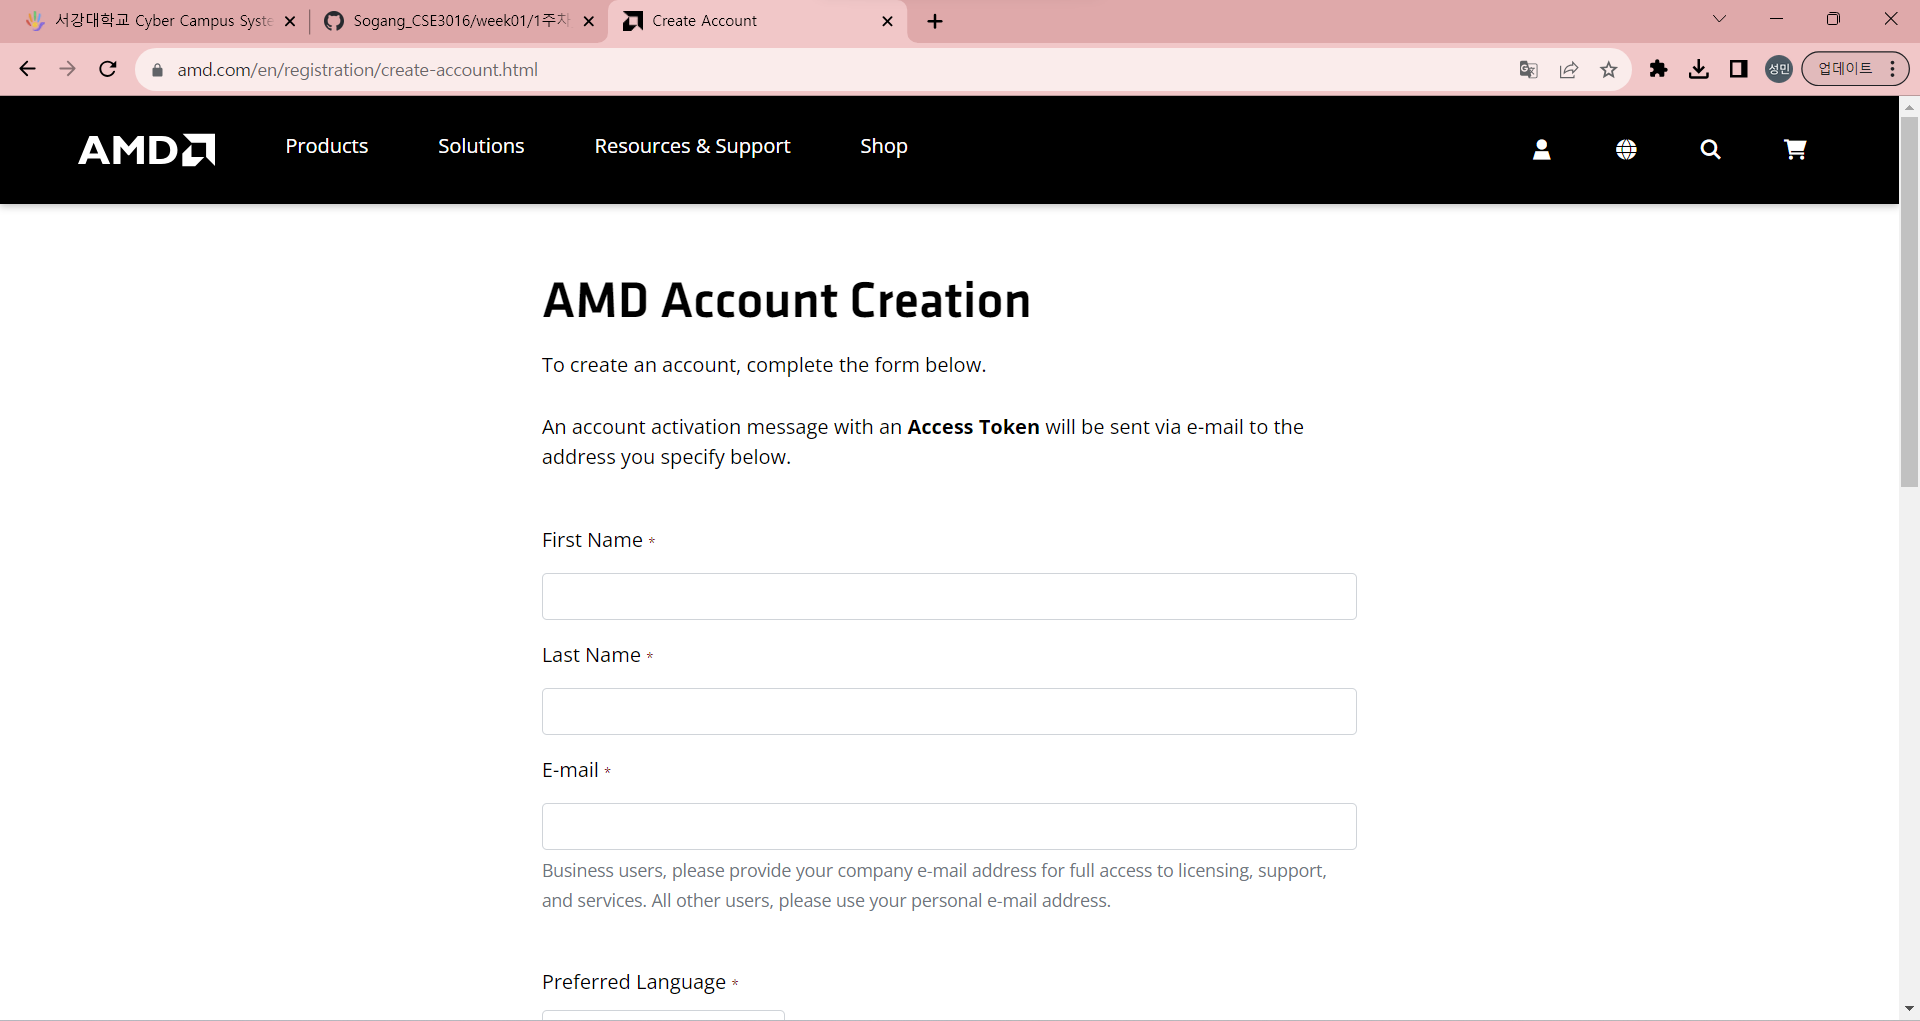 서강대학교 Cyber Campus Syste
Sogang_CSE3016/week01/1주차
Create Account
amd.com/en/registration/create-account.html
성민
업데이트
AMD
Products
Solutions
Resources & Support
Shop
AMD Account Creation
To create an account, complete the form below.
An account activation message with an Access Token will be sent via e-mail to the
address you specify below.
First Name *
Last Name *
E-mail *
Business users, please provide your company e-mail address for full access to licensing, support,
and services. All other users, please use your personal e-mail address.
Preferred Language *